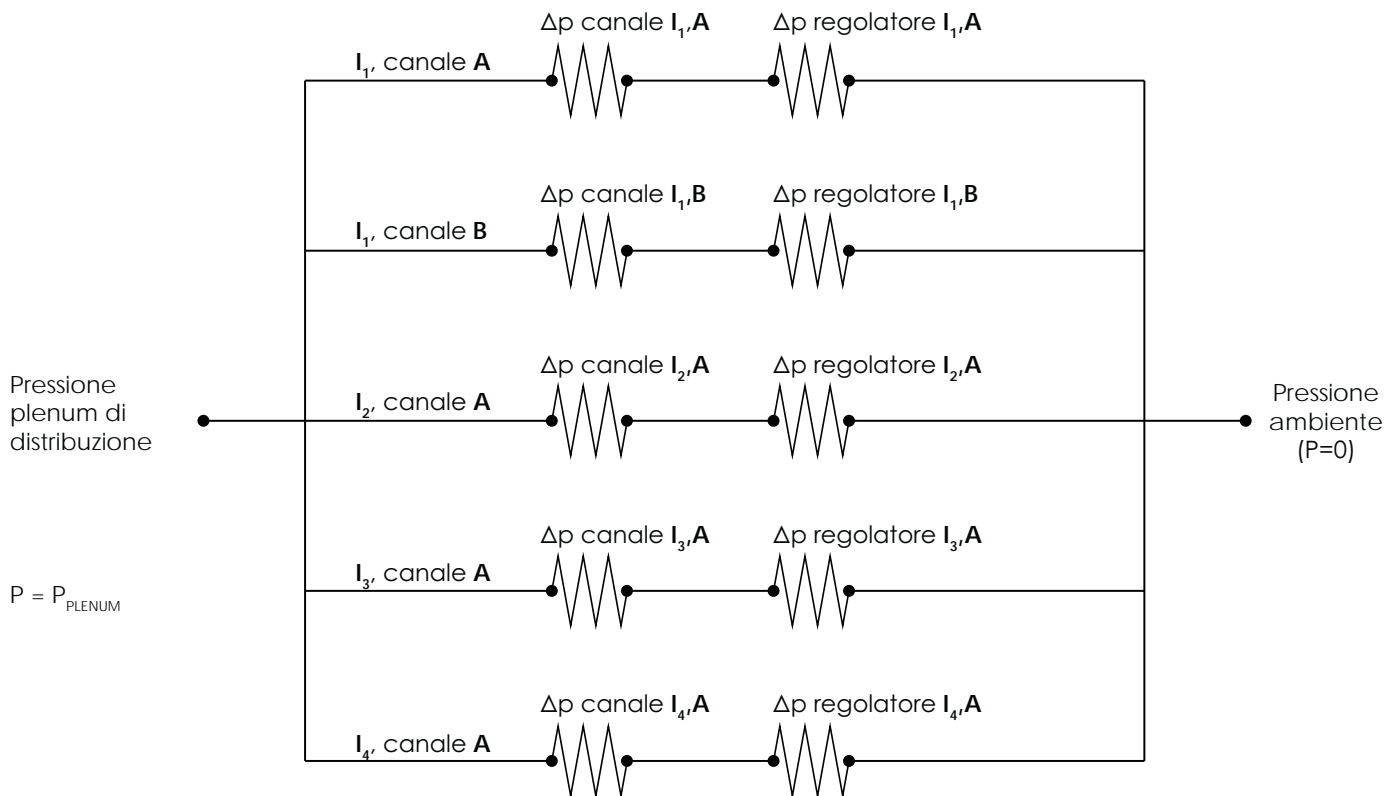 Δp canale I₁,A Δp regolatore I₁,A
I₁, canale A
Δp canale I₁,B Δp regolatore I₁,B
I₁, canale B
Δp canale I₂,A Δp regolatore I₂,A
I₂, canale A
Pressione
plenum di
distribuzione
Pressione
ambiente
(P=0)
Δp canale I₃,A Δp regolatore I₃,A
I₃, canale A
P = P_PLENUM
Δp canale I₄,A Δp regolatore I₄,A
I₄, canale A